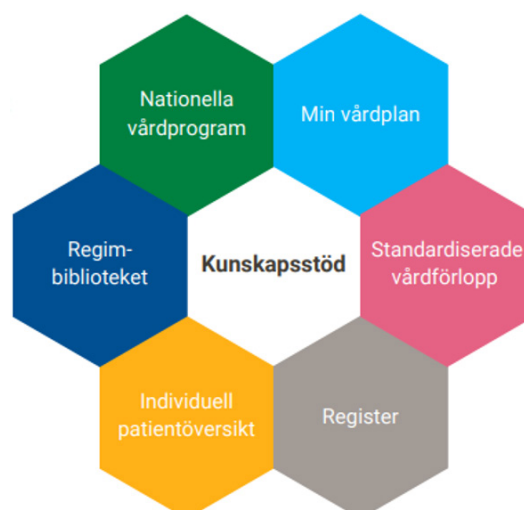 Nationella
vårdprogram
Min vårdplan
Regim-
biblioteket
Kunskapsstöd
Standardiserade
vårdförlopp
Individuell
patientöversikt
Register